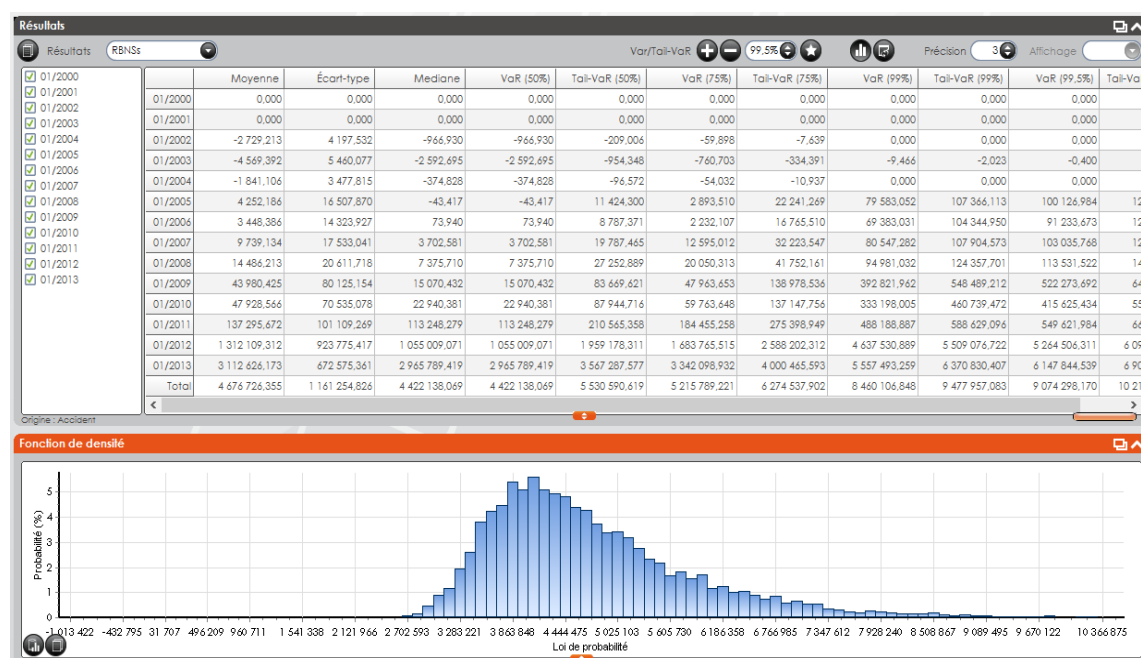 Résultats
Résultats RBNSs Var/Tail-VaR 99,5% Précision 3 Affichage
01/2000
01/2001
01/2002
01/2003
01/2004
01/2005
01/2006
01/2007
01/2008
01/2009
01/2010
01/2011
01/2012
01/2013
Moyenne Écart-type Mediane VaR (50%) Tail-VaR (50%) VaR (75%) Tail-VaR (75%) VaR (99%) Tail-VaR (99%) VaR (99,5%) Tail-Va
01/2000 0,000 0,000 0,000 0,000 0,000 0,000 0,000 0,000 0,000 0,000
01/2001 0,000 0,000 0,000 0,000 0,000 0,000 0,000 0,000 0,000 0,000
01/2002 -2 729,213 4 197,532 -966,930 -966,930 -209,006 -59,898 -7,639 0,000 0,000 0,000
01/2003 -4 569,392 5 460,077 -2 592,695 -2 592,695 -954,348 -760,703 -334,391 -9,466 -2,023 -0,400
01/2004 -1 841,106 3 477,815 -374,828 -374,828 -96,572 -54,032 -10,937 0,000 0,000 0,000
01/2005 4 252,186 16 507,870 -43,417 -43,417 11 424,300 2 893,510 22 241,269 79 583,052 107 366,113 100 126,984 12
01/2006 3 448,386 14 323,927 73,940 73,940 8 787,371 2 232,107 16 765,510 69 383,031 104 344,950 91 233,673 12
01/2007 9 739,134 17 533,041 3 702,581 3 702,581 19 787,465 12 595,012 32 223,547 80 547,282 107 904,573 103 035,768 12
01/2008 14 486,213 20 611,718 7 375,710 7 375,710 27 252,889 20 050,313 41 752,161 94 981,032 124 357,701 113 531,522 14
01/2009 43 980,425 80 125,154 15 070,432 15 070,432 83 669,621 47 963,653 138 978,536 392 821,962 548 489,212 522 273,692 64
01/2010 47 928,566 70 535,078 22 940,381 22 940,381 87 944,716 59 763,648 137 147,756 333 198,005 460 739,472 415 625,434 55
01/2011 137 295,672 101 109,269 113 248,279 113 248,279 210 565,358 184 455,258 275 398,949 488 188,887 588 629,096 549 621,984 66
01/2012 1 312 109,312 923 775,417 1 055 009,071 1 055 009,071 1 959 178,311 1 683 765,515 2 588 202,312 4 637 530,889 5 509 076,722 5 264 506,311 6 09
01/2013 3 112 626,173 672 575,361 2 965 789,419 2 965 789,419 3 567 287,577 3 342 098,932 4 000 465,593 5 557 493,259 6 370 830,407 6 147 844,539 6 90
Total 4 676 726,355 1 161 254,826 4 422 138,069 4 422 138,069 5 530 590,619 5 215 789,221 6 274 537,902 8 460 106,848 9 477 957,083 9 074 298,170 10 21
Origine : Accident
Fonction de densité
Probabilité (%)
5
4
3
2
1
0
-1 013 422 -432 795 31 707 496 209 960 711 1 541 338 2 121 966 2 702 593 3 283 221 3 863 848 4 444 475 5 025 103 5 605 730 6 186 358 6 766 985 7 347 612 7 928 240 8 508 867 9 089 495 9 670 122 10 366 875
Loi de probabilité